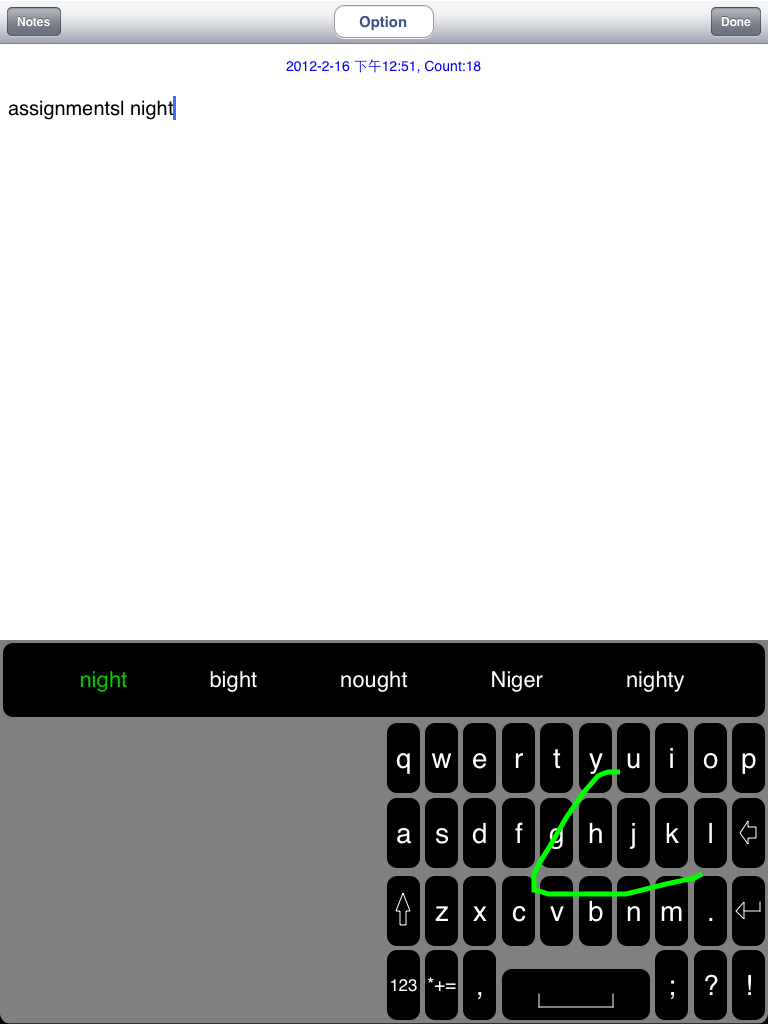 Notes Option Done
2012-2-16 下午12:51, Count:18
assignmentsl night
night bight nought Niger nighty
q w e r t y u i o p
a s d f g h j k l
z x c v b n m .
123 *+= , ; ? !